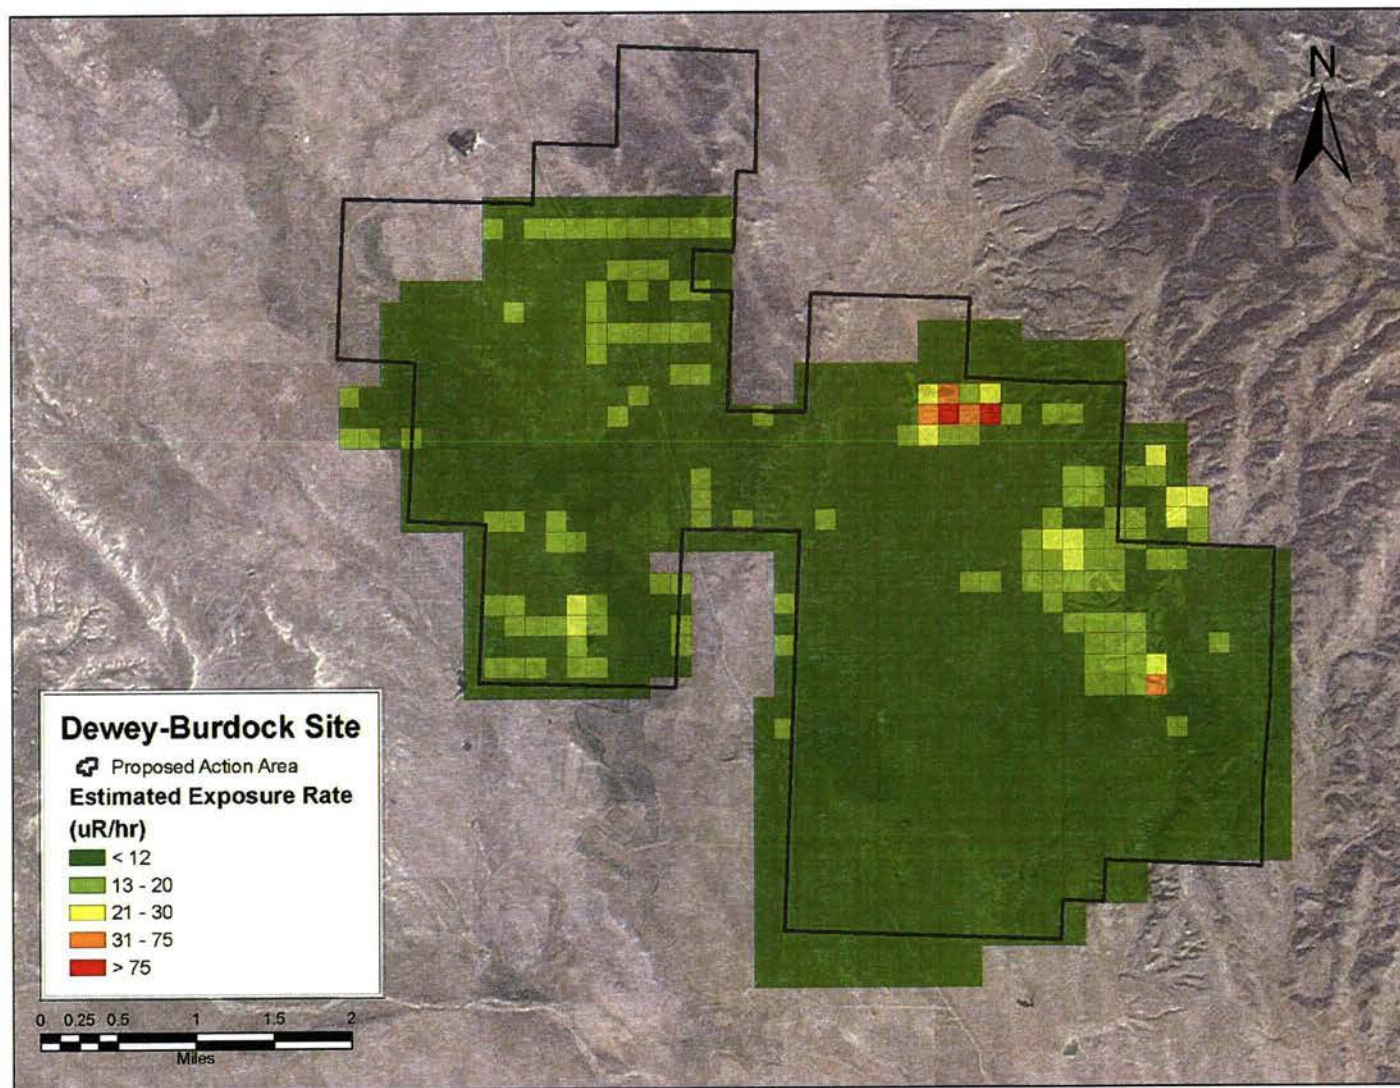 N
Dewey-Burdock Site
Proposed Action Area
Estimated Exposure Rate
(uR/hr)
< 12
13 - 20
21 - 30
31 - 75
> 75
0 0.25 0.5 1 1.5 2
Miles